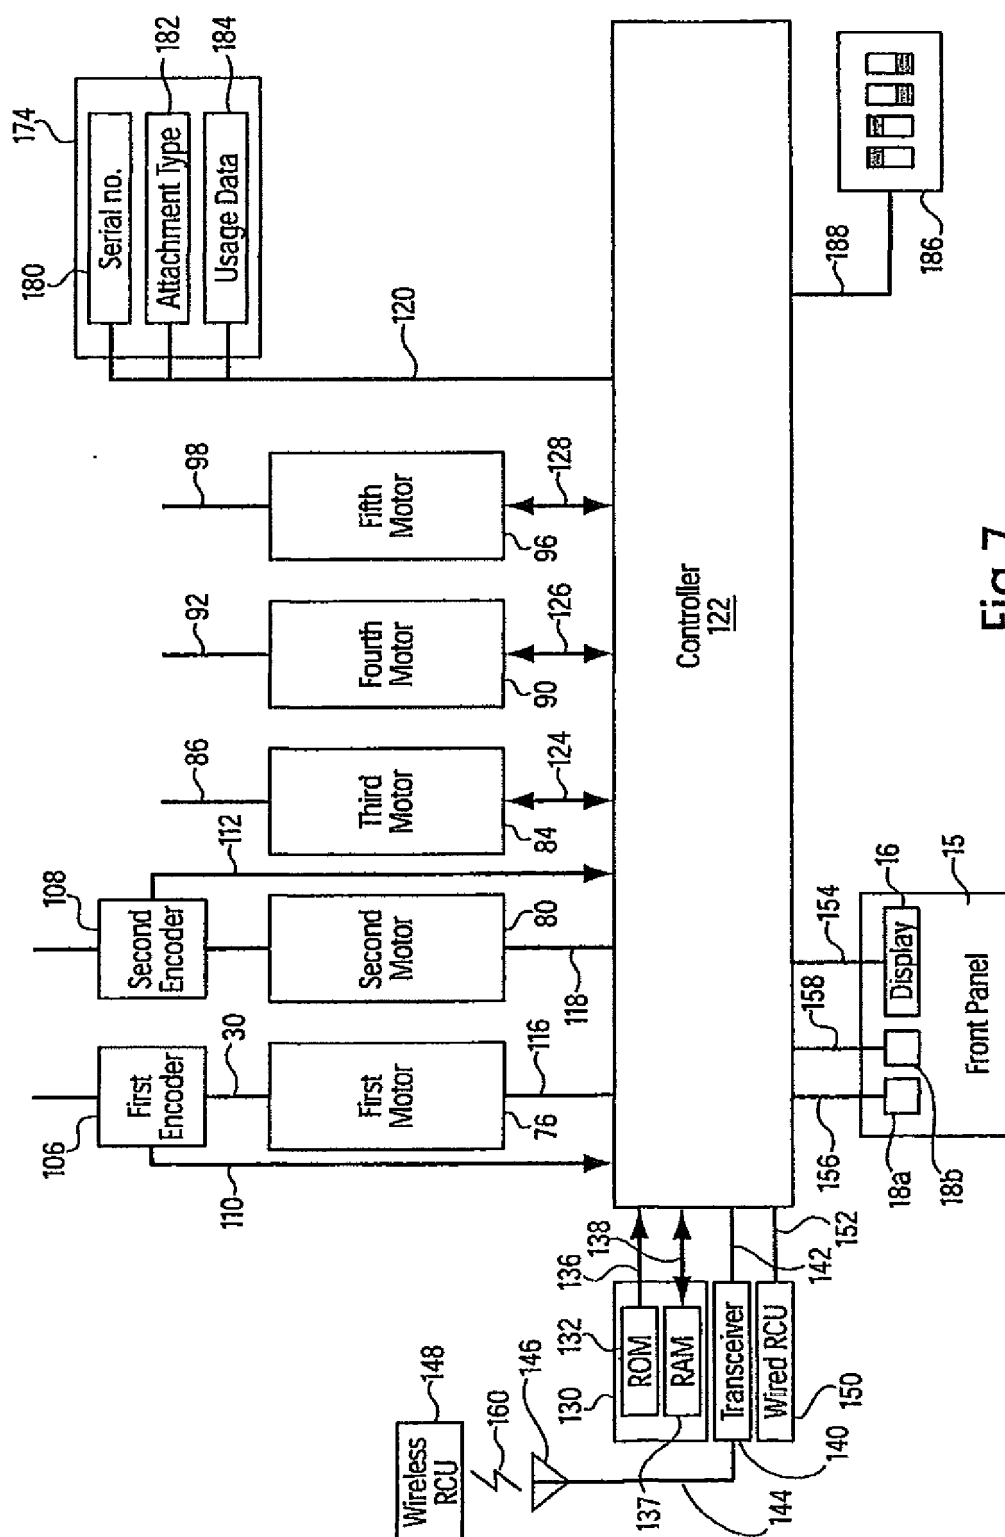 174
180
Serial no.
182
Attachment Type
184
Usage Data
120
98
Fifth
Motor
128
96
92
Fourth
Motor
126
90
86
Third
Motor
124
84
112
108
Second
Encoder
Second
Motor
80
118
106
First
Encoder
30
First
Motor
116
76
110
Controller
122
188
186
16
15
154
Display
158
Front Panel
156
18a
18b
136
138
142
152
132
ROM
130
RAM
137
Transceiver
140
Wired RCU
150
148
Wireless
RCU
160
146
144
Fig. 7